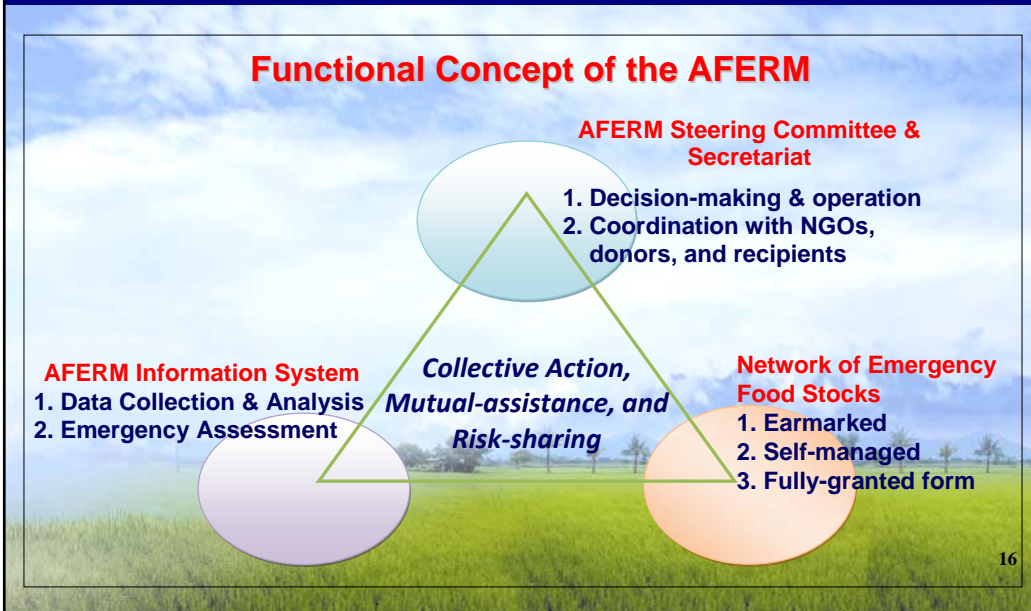 Functional Concept of the AFERM
AFERM Steering Committee &
Secretariat
1. Decision-making & operation
2. Coordination with NGOs,
donors, and recipients
AFERM Information System
1. Data Collection & Analysis
2. Emergency Assessment
Collective Action,
Mutual-assistance, and
Risk-sharing
Network of Emergency
Food Stocks
1. Earmarked
2. Self-managed
3. Fully-granted form
16